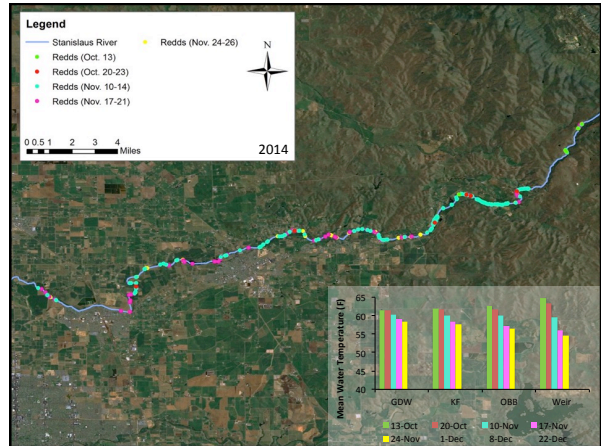 Legend
Stanislaus River
Redds (Nov. 24-26)
Redds (Oct. 13)
Redds (Oct. 20-23)
Redds (Nov. 10-14)
Redds (Nov. 17-21)
N
0 0.5 1 2 3 4
Miles
2014
Mean Water Temperature (F)
65
60
55
50
45
40
GDW KF OBB Weir
13-Oct 20-Oct 10-Nov 17-Nov
24-Nov 1-Dec 8-Dec 22-Dec